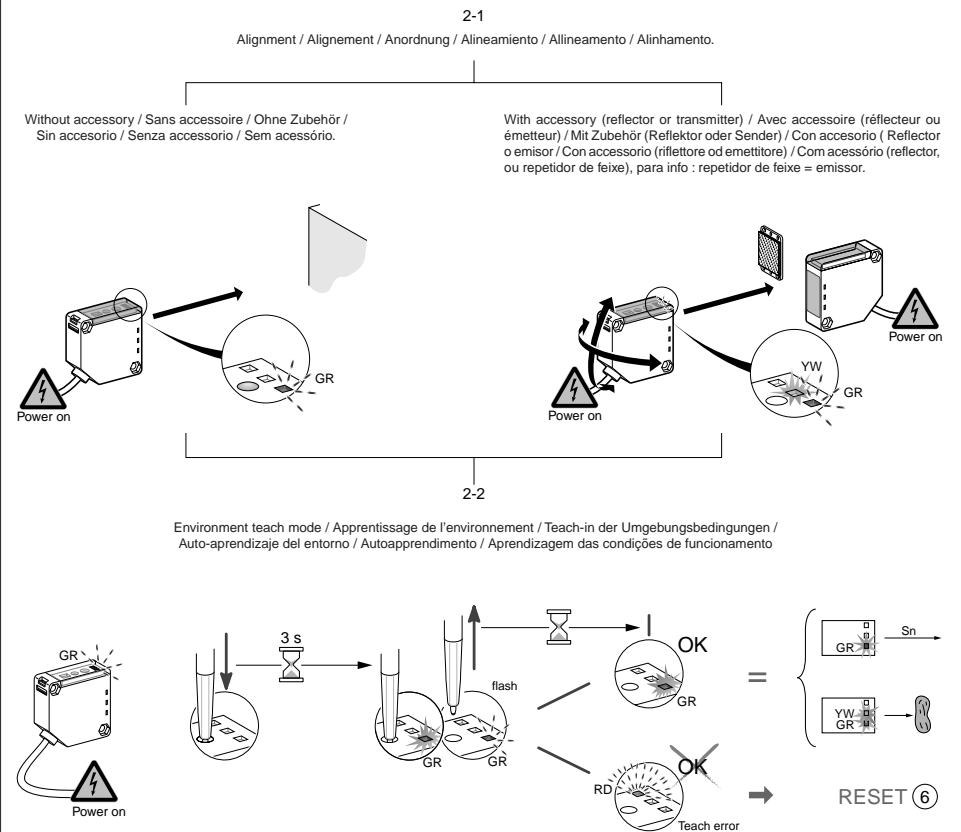 2-1
Alignment / Alignement / Anordnung / Alineamiento / Allineamento / Alinhamento.
Without accessory / Sans accessoire / Ohne Zubehör /
Sin accesorio / Senza accessorio / Sem acessório.
With accessory (reflector or transmitter) / Avec accessoire (réflecteur ou
émetteur) / Mit Zubehör (Reflektor oder Sender) / Con accesorio ( Reflector
o emisor / Con accessorio (riflettore od emettitore) / Com acessório (reflector,
ou repetidor de feixe), para info : repetidor de feixe = emissor.
GR
Power on
YW
GR
Power on
Power on
2-2
Environment teach mode / Apprentissage de l'environnement / Teach-in der Umgebungsbedingungen /
Auto-aprendizaje del entorno / Autoapprendimento / Aprendizagem das condições de funcionamento
GR
Power on
3 s
GR
flash
GR
OK
GR
=
GR
Sn
YW
GR
RD
OK
Teach error
RESET 6